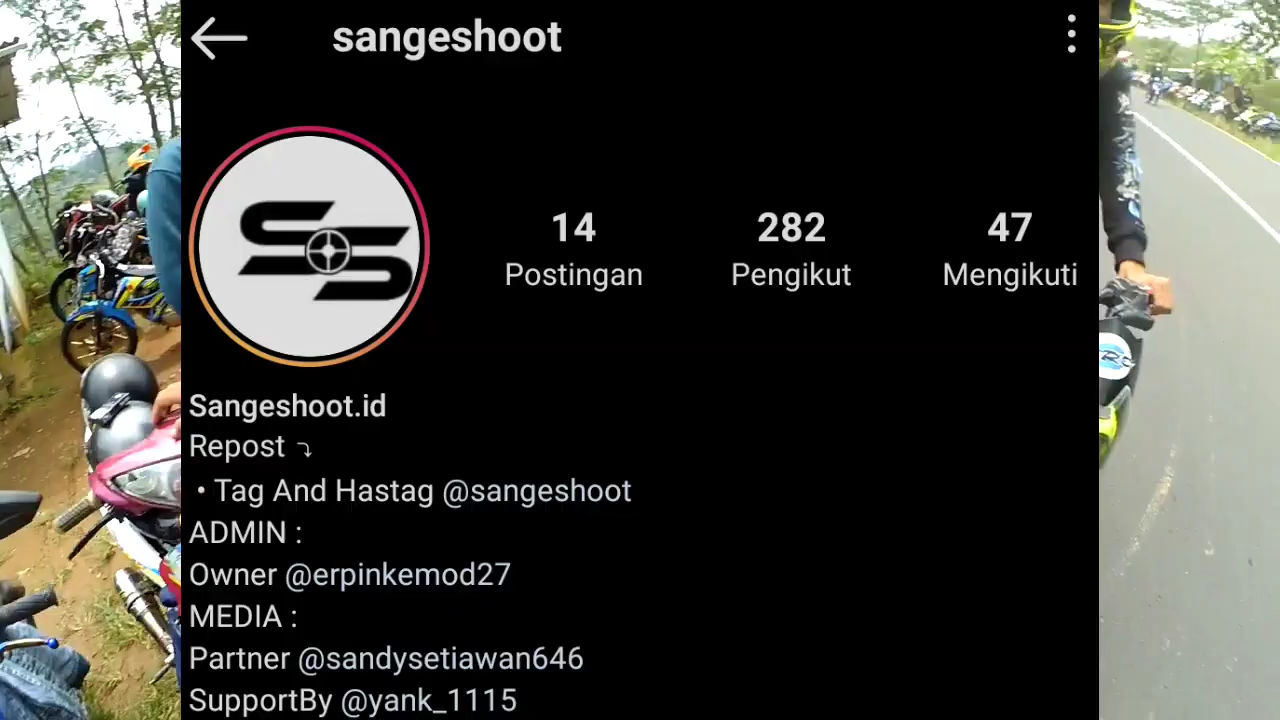 sangeshoot
SS
14
282
47
Postingan
Pengikut
Mengikuti
Sangeshoot.id
Repost ⤵
• Tag And Hastag @sangeshoot
ADMIN :
Owner @erpinkemod27
MEDIA :
Partner @sandysetiawan646
SupportBy @yank_1115